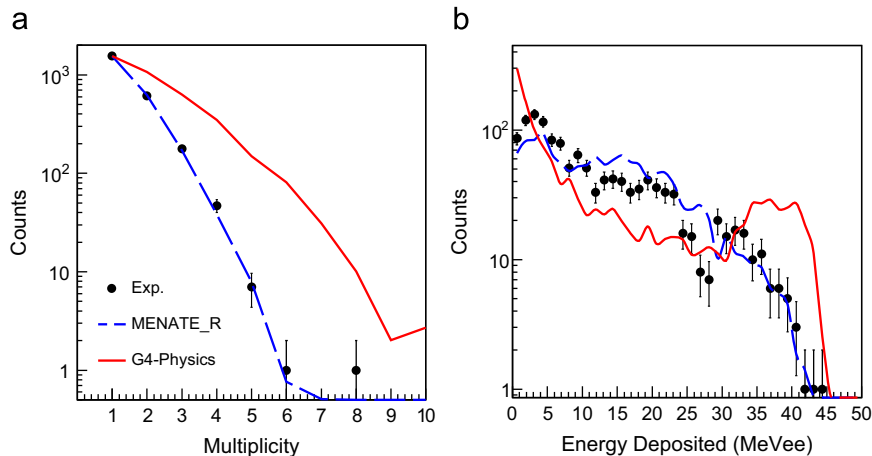 a
Counts
10³
10²
10
1
Exp.
MENATE_R
G4-Physics
1 2 3 4 5 6 7 8 9 10
Multiplicity
b
Counts
10²
10
1
0 5 10 15 20 25 30 35 40 45 50
Energy Deposited (MeVee)